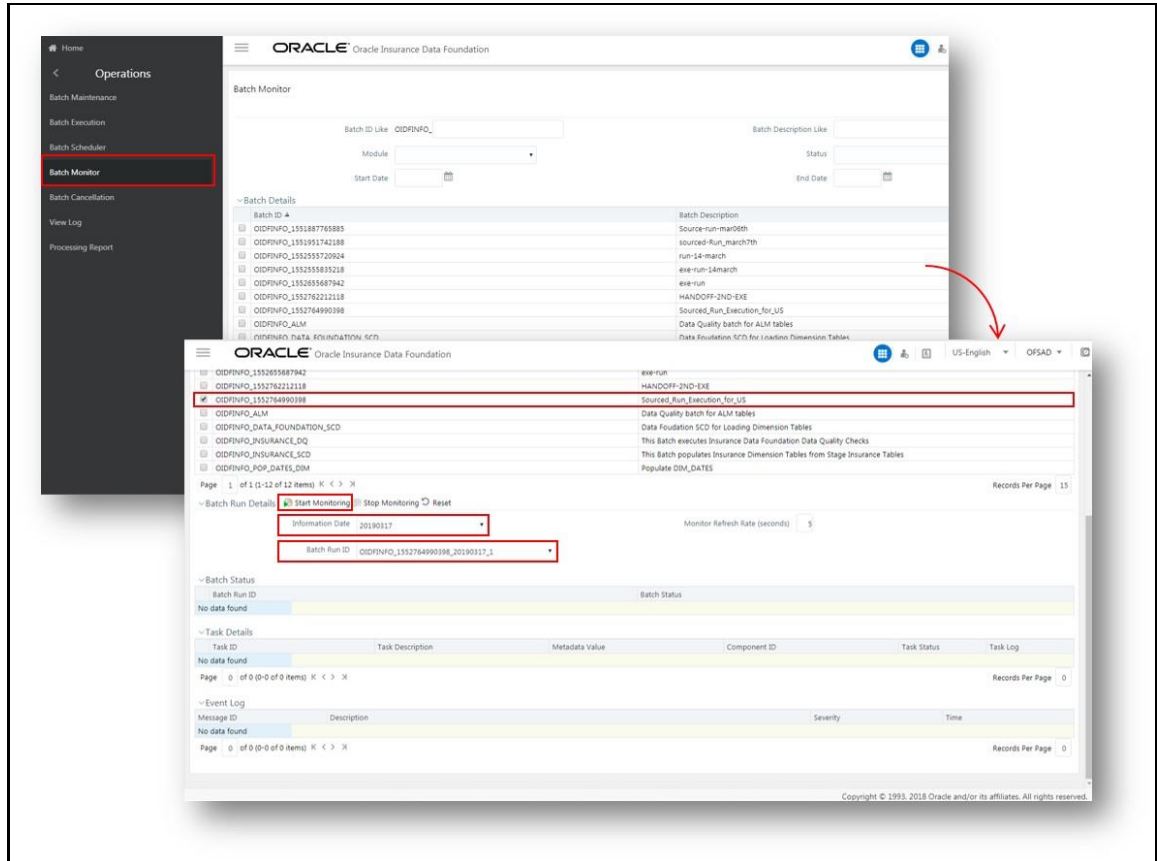 Home
Operations
Batch Maintenance
Batch Execution
Batch Scheduler
Batch Monitor
Batch Cancellation
View Log
Processing Report
ORACLE Oracle Insurance Data Foundation
Batch Monitor
Batch ID Like OIDFINFO_ Batch Description Like
Module Status
Start Date End Date
Batch Details
Batch ID Batch Description
OIDFINFO_1551887765885 Source-run-mar06th
OIDFINFO_1551951742188 sourced-Run_march7th
OIDFINFO_1552555720924 run-14-march
OIDFINFO_1552555835218 exe-run-14march
OIDFINFO_1552655687942 exe-run
OIDFINFO_1552762212118 HANDOFF-2ND-EXE
OIDFINFO_1552764990398 Sourced_Run_Execution_for_US
OIDFINFO_ALM Data Quality batch for ALM tables
OIDFINFO_DATA_FOUNDATION_SCD Data Foudation SCD for Loading Dimension Tables
ORACLE Oracle Insurance Data Foundation US-English OFSAD
OIDFINFO_1552655687942 exe-run
OIDFINFO_1552762212118 HANDOFF-2ND-EXE
OIDFINFO_1552764990398 Sourced_Run_Execution_for_US
OIDFINFO_ALM Data Quality batch for ALM tables
OIDFINFO_DATA_FOUNDATION_SCD Data Foudation SCD for Loading Dimension Tables
OIDFINFO_INSURANCE_DQ This Batch executes Insurance Data Foundation Data Quality Checks
OIDFINFO_INSURANCE_SCD This Batch populates Insurance Dimension Tables from Stage Insurance Tables
OIDFINFO_POP_DATES_DIM Populate DIM_DATES
Page 1 of 1 (1-12 of 12 items) K < > X Records Per Page 15
Batch Run Details Start Monitoring Stop Monitoring Reset
Information Date 20190317 Monitor Refresh Rate (seconds) 5
Batch Run ID OIDFINFO_1552764990398_20190317_1
Batch Status
Batch Run ID Batch Status
No data found
Task Details
Task ID Task Description Metadata Value Component ID Task Status Task Log
No data found
Page 0 of 0 (0-0 of 0 items) K < > X Records Per Page 0
Event Log
Message ID Description Severity Time
No data found
Page 0 of 0 (0-0 of 0 items) K < > X Records Per Page 0
Copyright © 1993, 2018 Oracle and/or its affiliates. All rights reserved.